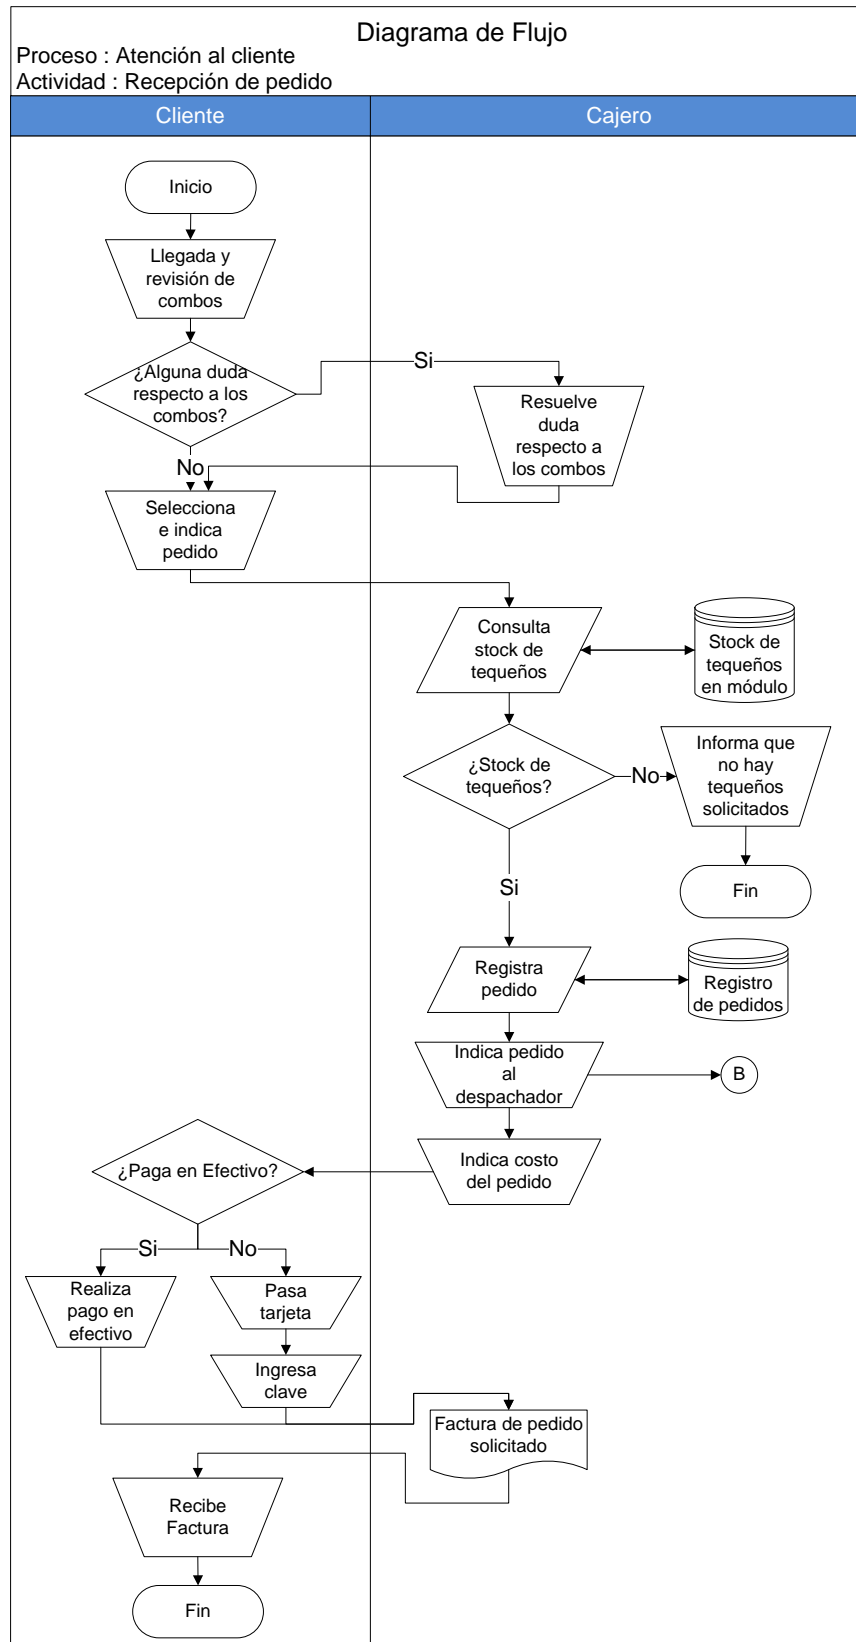 Diagrama de Flujo
Proceso : Atención al cliente
Actividad : Recepción de pedido
Cliente
Cajero
Inicio
Llegada y
revisión de
combos
¿Alguna duda
respecto a los
combos?
Si
Resuelve
duda
respecto a
los combos
No
Selecciona
e indica
pedido
Consulta
stock de
tequeños
Stock de
tequeños
en módulo
¿Stock de
tequeños?
No
Informa que
no hay
tequeños
solicitados
Fin
Si
Registra
pedido
Registro
de pedidos
Indica pedido
al
despachador
B
Indica costo
del pedido
¿Paga en Efectivo?
Si
No
Realiza
pago en
efectivo
Pasa
tarjeta
Ingresa
clave
Factura de pedido
solicitado
Recibe
Factura
Fin